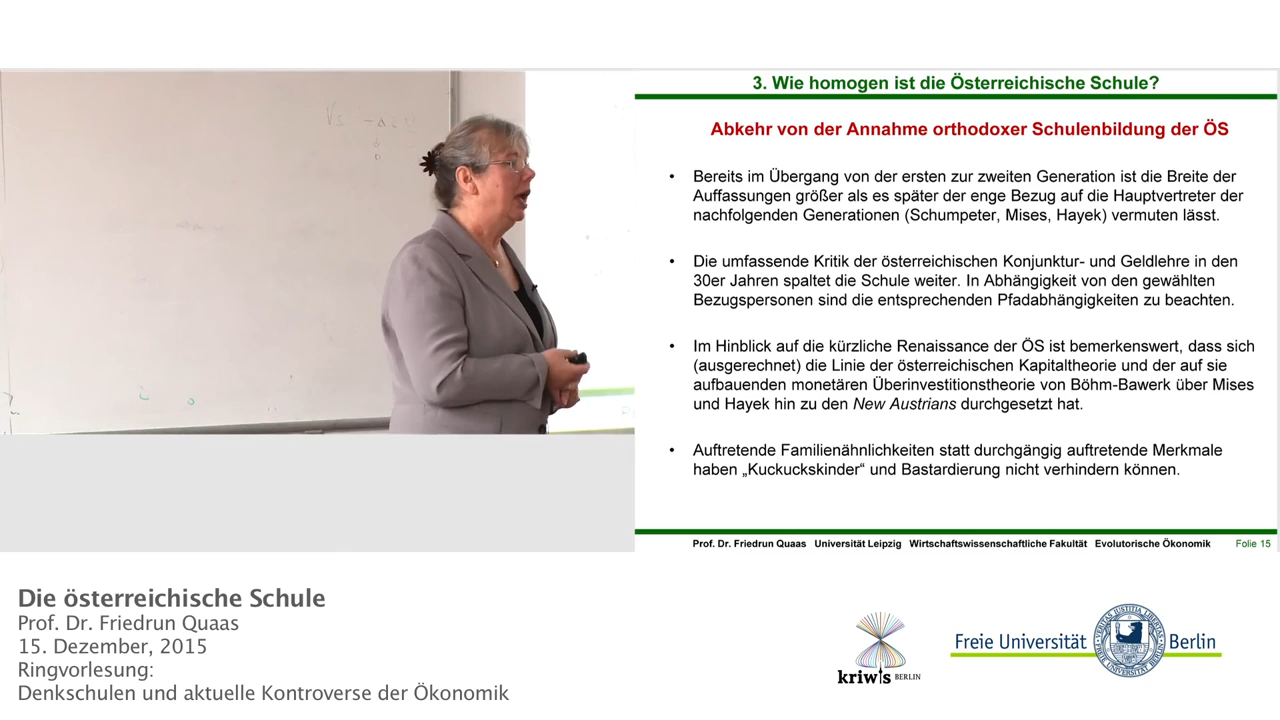 3. Wie homogen ist die Österreichische Schule?
Abkehr von der Annahme orthodoxer Schulenbildung der ÖS
• Bereits im Übergang von der ersten zur zweiten Generation ist die Breite der
Auffassungen größer als es später der enge Bezug auf die Hauptvertreter der
nachfolgenden Generationen (Schumpeter, Mises, Hayek) vermuten lässt.
• Die umfassende Kritik der österreichischen Konjunktur- und Geldlehre in den
30er Jahren spaltet die Schule weiter. In Abhängigkeit von den gewählten
Bezugspersonen sind die entsprechenden Pfadabhängigkeiten zu beachten.
• Im Hinblick auf die kürzliche Renaissance der ÖS ist bemerkenswert, dass sich
(ausgerechnet) die Linie der österreichischen Kapitaltheorie und der auf sie
aufbauenden monetären Überinvestitionstheorie von Böhm-Bawerk über Mises
und Hayek hin zu den New Austrians durchgesetzt hat.
• Auftretende Familienähnlichkeiten statt durchgängig auftretende Merkmale
haben „Kuckuckskinder“ und Bastardierung nicht verhindern können.
Prof. Dr. Friedrun Quaas Universität Leipzig Wirtschaftswissenschaftliche Fakultät Evolutorische Ökonomik Folie 15
Die österreichische Schule
Prof. Dr. Friedrun Quaas
15. Dezember, 2015
Ringvorlesung:
Denkschulen und aktuelle Kontroverse der Ökonomik
kriwis BERLIN
Freie Universität Berlin